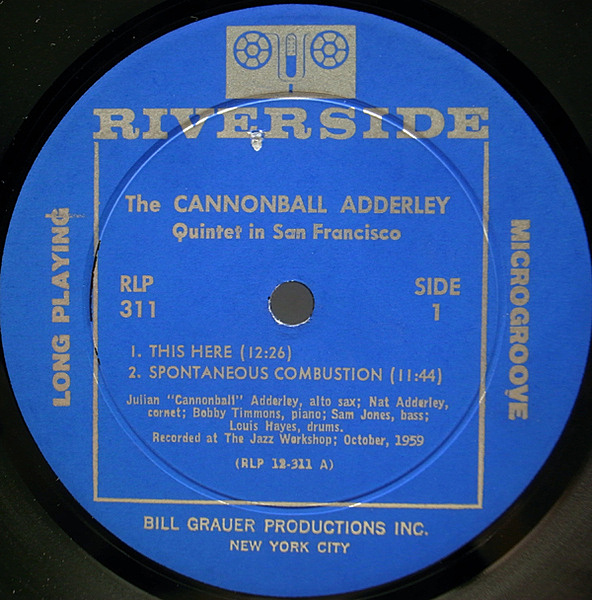 RIVERSIDE
The CANNONBALL ADDERLEY
Quintet in San Francisco
LONG PLAYING
MICROGROOVE
RLP
311
SIDE
1
1. THIS HERE (12:26)
2. SPONTANEOUS COMBUSTION (11:44)
Julian "Cannonball" Adderley, alto sax; Nat Adderley,
cornet; Bobby Timmons, piano; Sam Jones, bass;
Louis Hayes, drums.
Recorded at The Jazz Workshop; October, 1959
(RLP 12-311 A)
BILL GRAUER PRODUCTIONS INC.
NEW YORK CITY